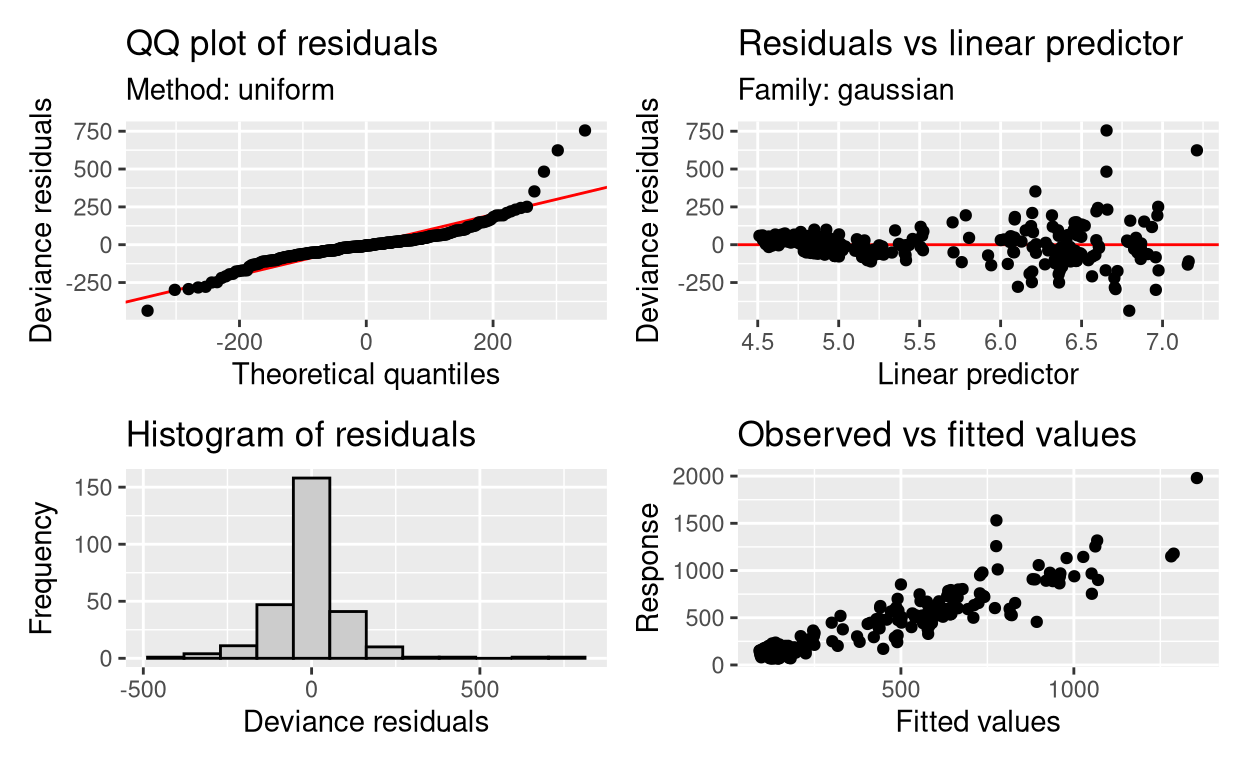 QQ plot of residuals
Method: uniform
Deviance residuals
750
500
250
0
-250
-200
0
200
Theoretical quantiles
Residuals vs linear predictor
Family: gaussian
Deviance residuals
750
500
250
0
-250
4.5
5.0
5.5
6.0
6.5
7.0
Linear predictor
Histogram of residuals
Frequency
150
100
50
0
-500
0
500
Deviance residuals
Observed vs fitted values
Response
2000
1500
1000
500
0
500
1000
Fitted values